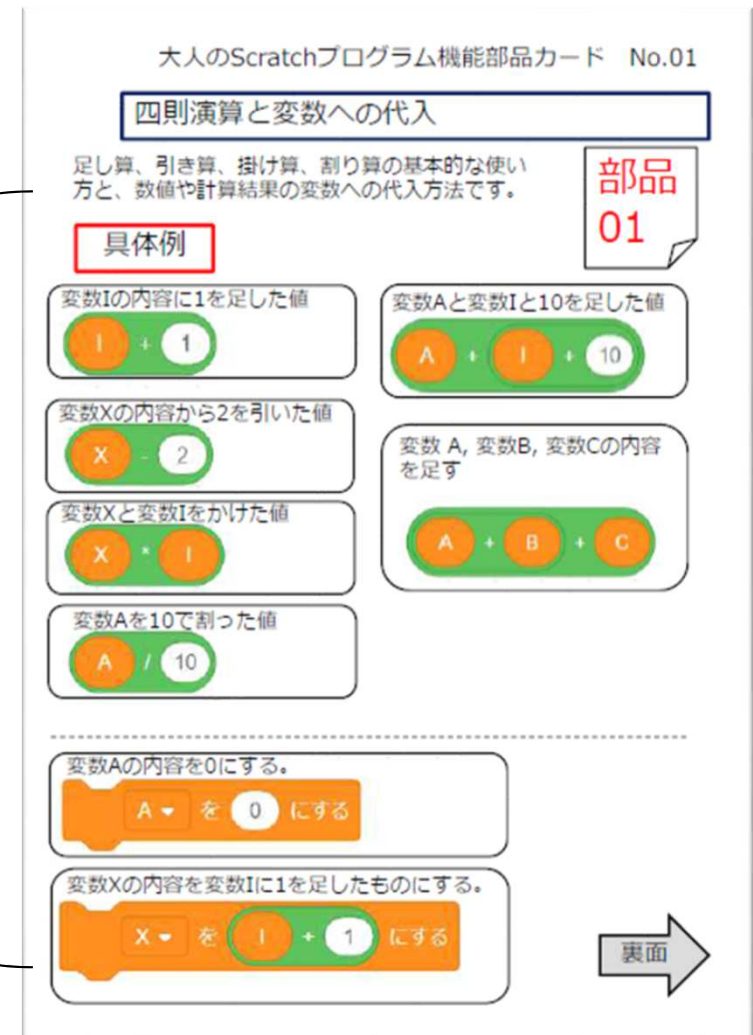 大人のScratchプログラム機能部品カード No.01
四則演算と変数への代入
足し算、引き算、掛け算、割り算の基本的な使い
方と、数値や計算結果の変数への代入方法です。
部品
01
具体例
変数Iの内容に1を足した値
I + 1
変数Xの内容から2を引いた値
X - 2
変数Xと変数Iをかけた値
X * I
変数Aを10で割った値
A / 10
変数Aと変数Iと10を足した値
A + I + 10
変数 A, 変数B, 変数Cの内容
を足す
A + B + C
変数Aの内容を0にする。
A を 0 にする
変数Xの内容を変数Iに1を足したものにする。
X を I + 1 にする
裏面